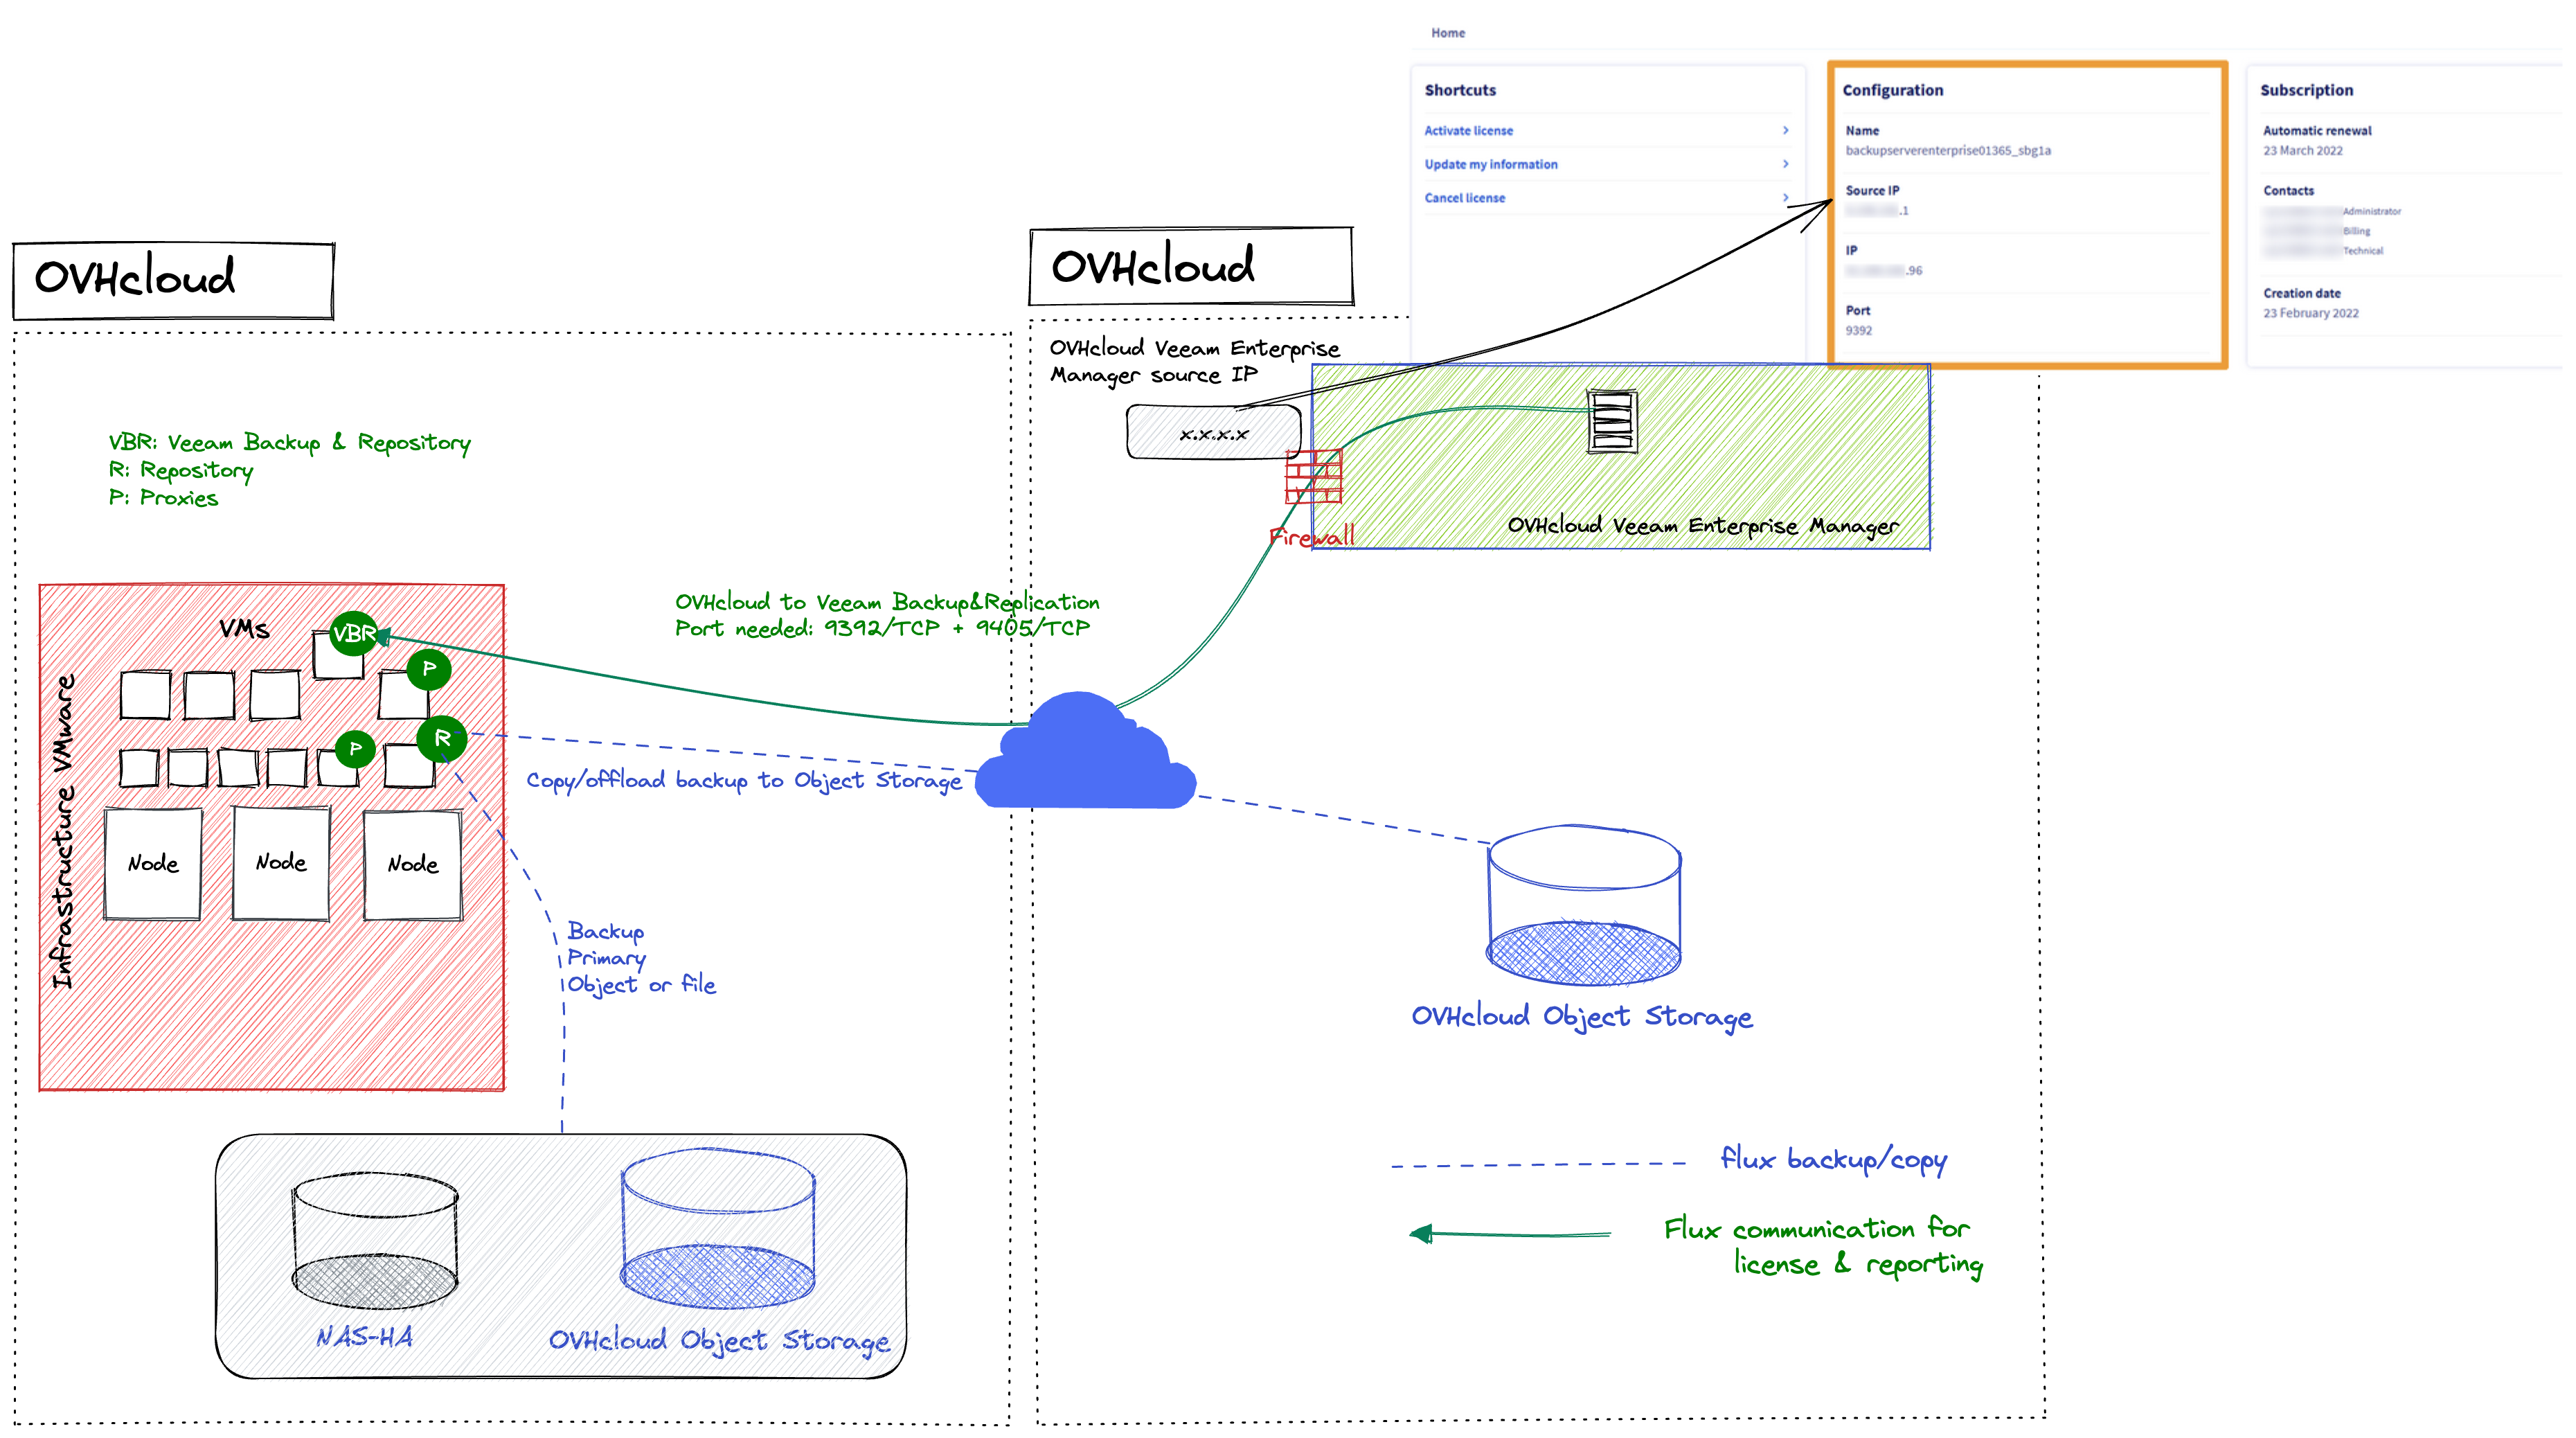 Home
Shortcuts
Activate license
Update my information
Cancel license
Configuration
Name
backupserverenterprise01365_sbg1a
Source IP
.1
IP
.96
Port
9392
Subscription
Automatic renewal
23 March 2022
Contacts
Administrator
Billing
Technical
Creation date
23 February 2022
OVHcloud
OVHcloud
OVHcloud Veeam Enterprise
Manager source IP
x.x.x.x
Firewall
OVHcloud Veeam Enterprise Manager
VBR: Veeam Backup & Repository
R: Repository
P: Proxies
OVHcloud to Veeam Backup&Replication
Port needed: 9392/TCP + 9405/TCP
Infrastructure VMware
VMs
VBR
P
P
R
Node
Node
Node
Copy/offload backup to Object Storage
Backup
Primary
Object or file
OVHcloud Object Storage
NAS-HA
OVHcloud Object Storage
flux backup/copy
Flux communication for
license & reporting